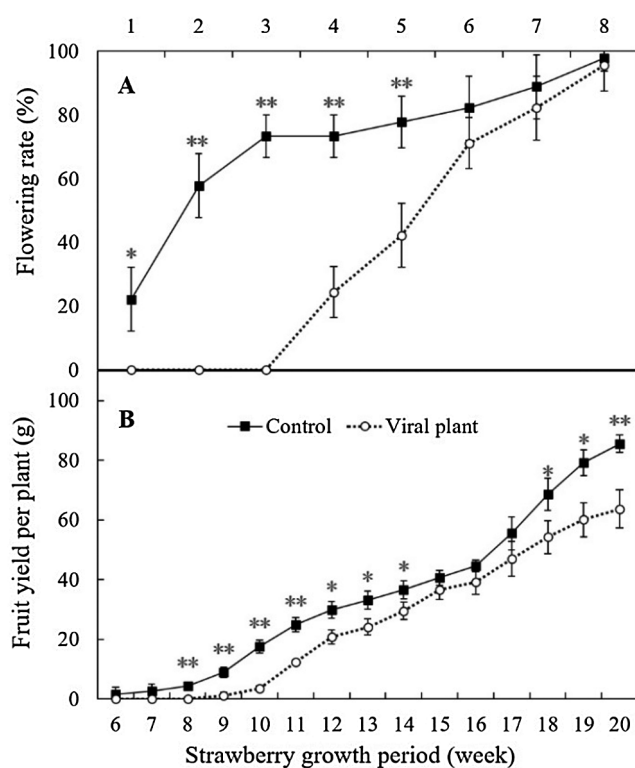 1 2 3 4 5 6 7 8
100
A
80
60
40
20
0
Flowering rate (%)
* ** ** ** **
100
B
Control Viral plant
80
60
40
20
0
Fruit yield per plant (g)
** ** ** ** * * * * * **
6 7 8 9 10 11 12 13 14 15 16 17 18 19 20
Strawberry growth period (week)